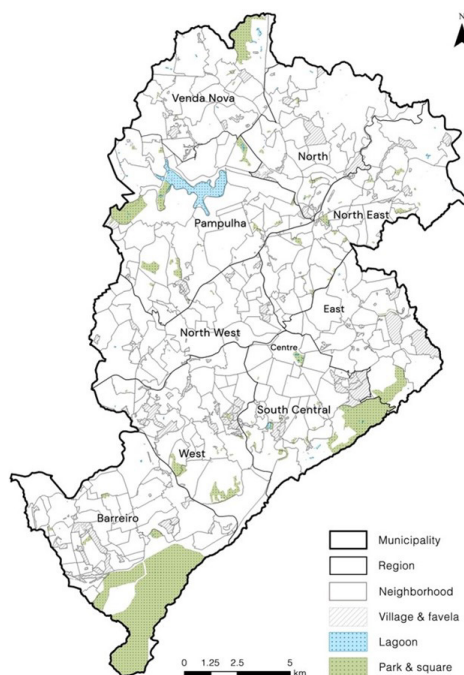 N
Venda Nova
North
North East
Pampulha
North West
East
Centre
South Central
West
Barreiro
Municipality
Region
Neighborhood
Village & favela
Lagoon
Park & square
0 1.25 2.5 5
km